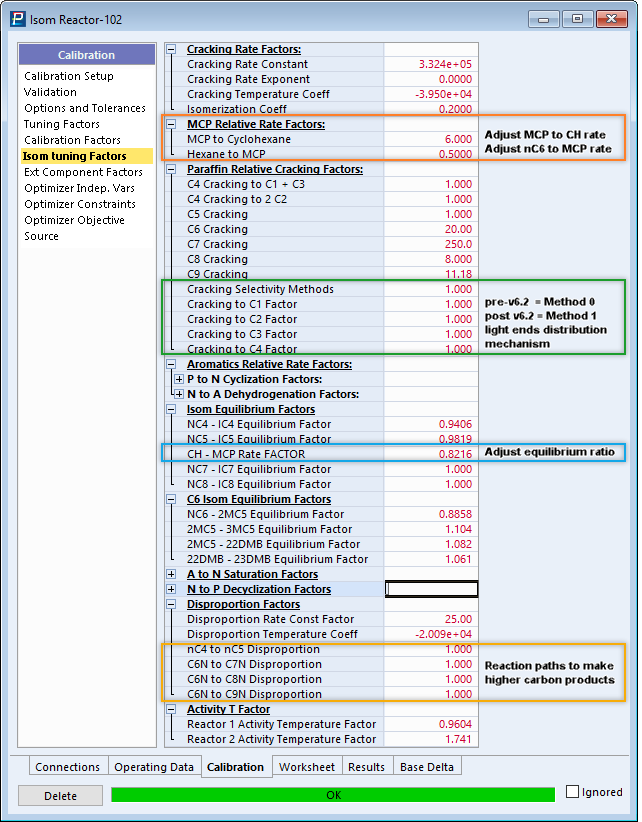 Isom Reactor-102
Calibration
Calibration Setup
Validation
Options and Tolerances
Tuning Factors
Calibration Factors
Isom tuning Factors
Ext Component Factors
Optimizer Indep. Vars
Optimizer Constraints
Optimizer Objective
Source
Cracking Rate Factors:
Cracking Rate Constant 3.324e+05
Cracking Rate Exponent 0.0000
Cracking Temperature Coeff -3.950e+04
Isomerization Coeff 0.2000
MCP Relative Rate Factors:
MCP to Cyclohexane 6.000
Hexane to MCP 0.5000
Adjust MCP to CH rate
Adjust nC6 to MCP rate
Paraffin Relative Cracking Factors:
C4 Cracking to C1 + C3 1.000
C4 Cracking to 2 C2 1.000
C5 Cracking 1.000
C6 Cracking 20.00
C7 Cracking 250.0
C8 Cracking 8.000
C9 Cracking 11.18
Cracking Selectivity Methods 1.000
Cracking to C1 Factor 1.000
Cracking to C2 Factor 1.000
Cracking to C3 Factor 1.000
Cracking to C4 Factor 1.000
pre-v6.2 = Method 0
post v6.2 = Method 1
light ends distribution
mechanism
Aromatics Relative Rate Factors:
P to N Cyclization Factors:
N to A Dehydrogenation Factors:
Isom Equilibrium Factors
NC4 - IC4 Equilibrium Factor 0.9406
NC5 - IC5 Equilibrium Factor 0.9819
CH - MCP Rate FACTOR 0.8216
Adjust equilibrium ratio
NC7 - IC7 Equilibrium Factor 1.000
NC8 - IC8 Equilibrium Factor 1.000
C6 Isom Equilibrium Factors
NC6 - 2MC5 Equilibrium Factor 0.8858
2MC5 - 3MC5 Equilibrium Factor 1.104
2MC5 - 22DMB Equilibrium Factor 1.082
22DMB - 23DMB Equilibrium Factor 1.061
A to N Saturation Factors
N to P Decyclization Factors
Disproportion Factors
Disproportion Rate Const Factor 25.00
Disproportion Temperature Coeff -2.009e+04
nC4 to nC5 Disproportion 1.000
C6N to C7N Disproportion 1.000
C6N to C8N Disproportion 1.000
C6N to C9N Disproportion 1.000
Reaction paths to make
higher carbon products
Activity T Factor
Reactor 1 Activity Temperature Factor 0.9604
Reactor 2 Activity Temperature Factor 1.741
Connections
Operating Data
Calibration
Worksheet
Results
Base Delta
Delete
OK
Ignored